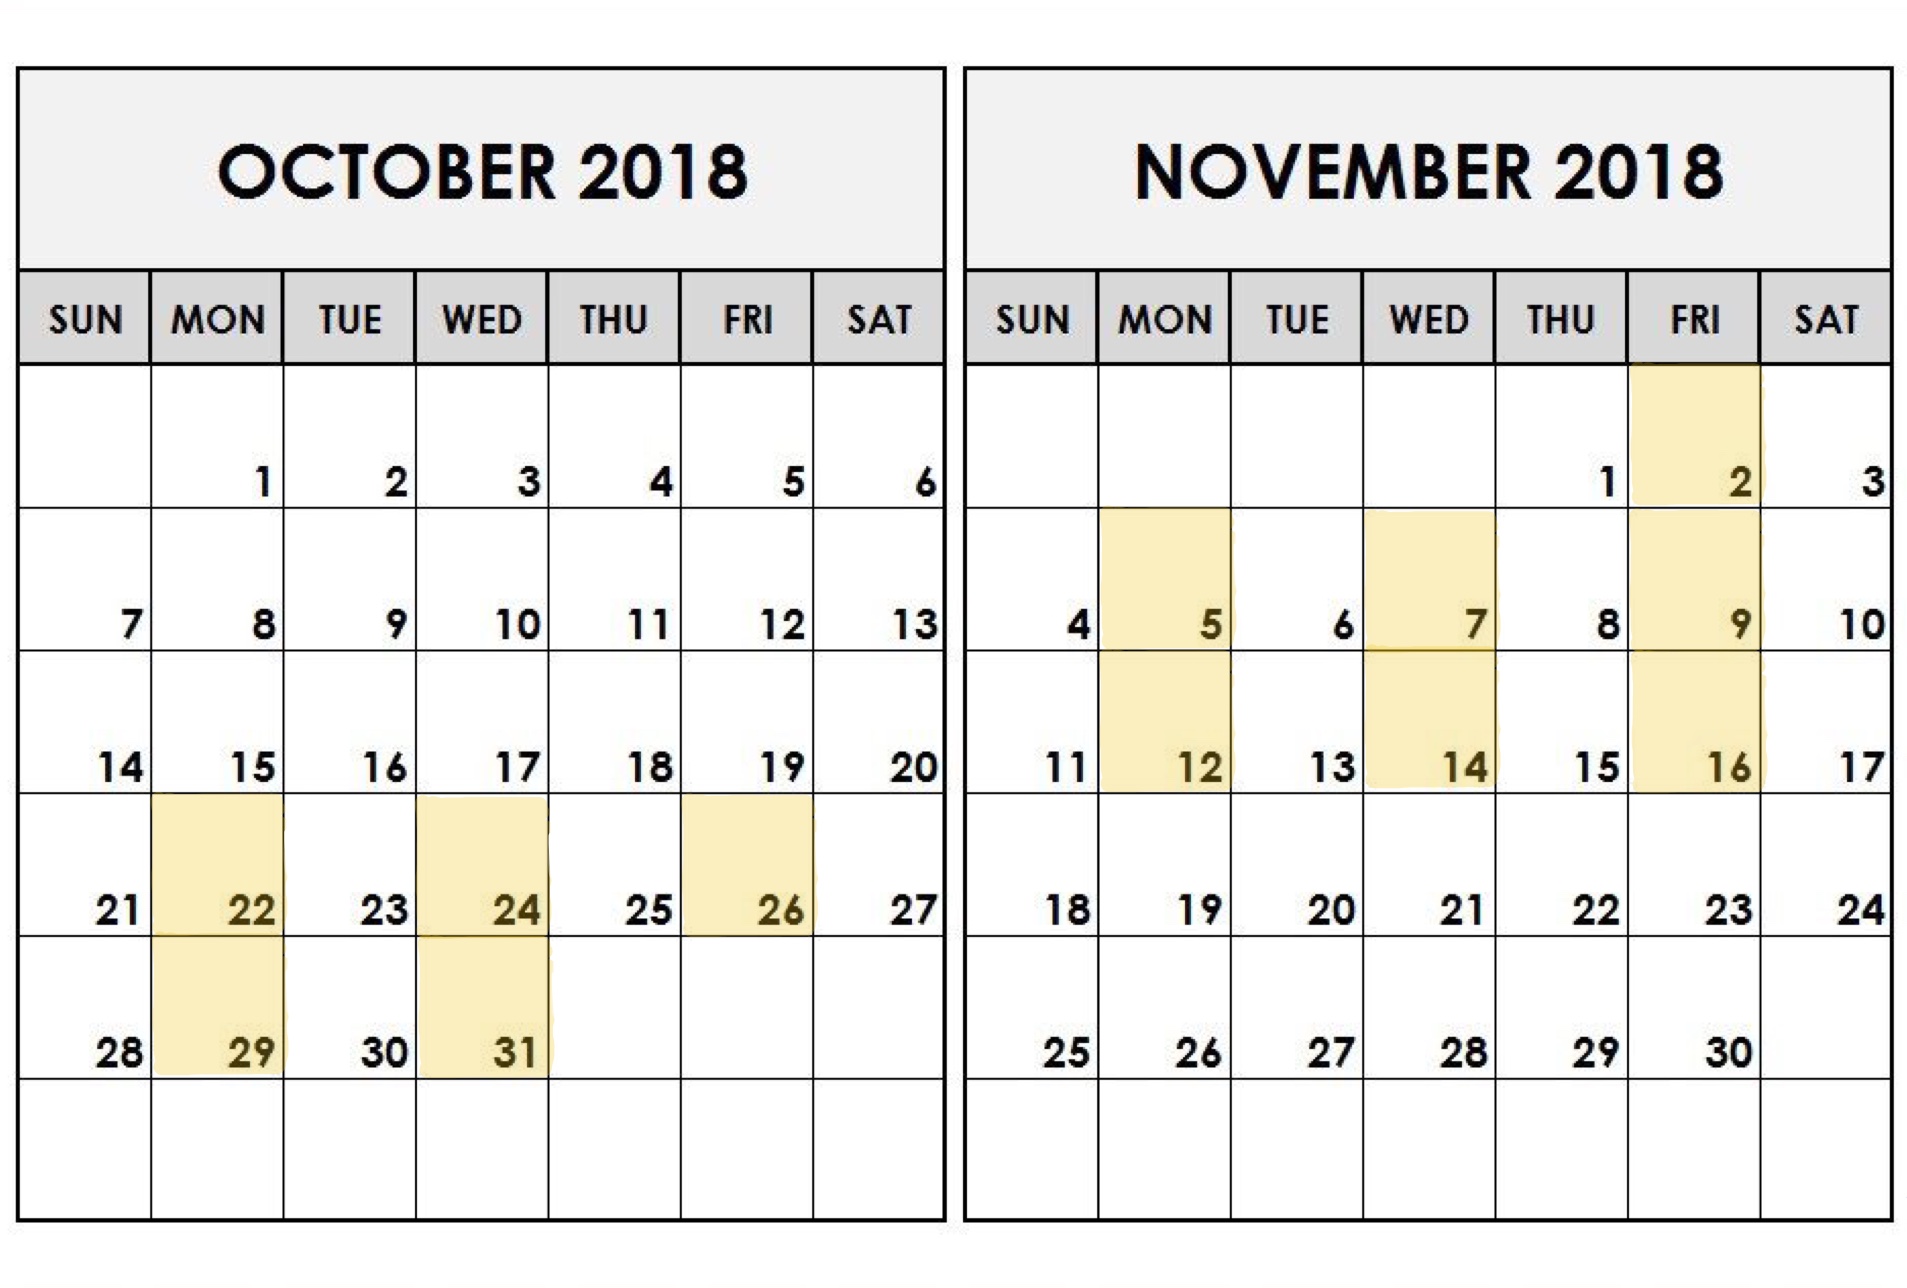 OCTOBER 2018
SUN MON TUE WED THU FRI SAT
1 2 3 4 5 6
7 8 9 10 11 12 13
14 15 16 17 18 19 20
21 22 23 24 25 26 27
28 29 30 31
NOVEMBER 2018
SUN MON TUE WED THU FRI SAT
1 2 3
4 5 6 7 8 9 10
11 12 13 14 15 16 17
18 19 20 21 22 23 24
25 26 27 28 29 30